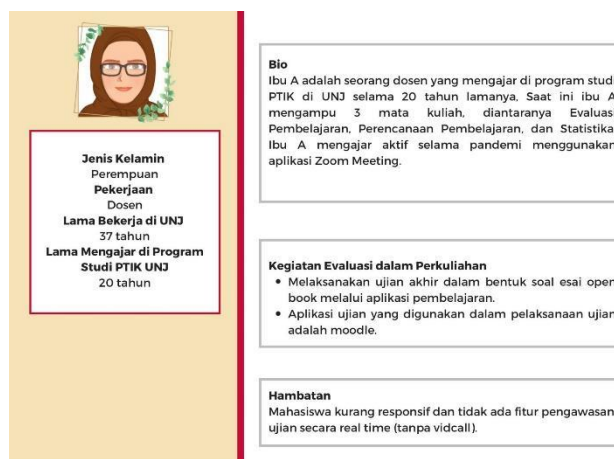 Jenis Kelamin
Perempuan
Pekerjaan
Dosen
Lama Bekerja di UNJ
37 tahun
Lama Mengajar di Program
Studi PTIK UNJ
20 tahun
Bio
Ibu A adalah seorang dosen yang mengajar di program studi
PTIK di UNJ selama 20 tahun lamanya, Saat ini ibu A
mengampu 3 mata kuliah, diantaranya Evaluasi
Pembelajaran, Perencanaan Pembelajaran, dan Statistika.
Ibu A mengajar aktif selama pandemi menggunakan
aplikasi Zoom Meeting.
Kegiatan Evaluasi dalam Perkuliahan
• Melaksanakan ujian akhir dalam bentuk soal esai open
book melalui aplikasi pembelajaran.
• Aplikasi ujian yang digunakan dalam pelaksanaan ujian
adalah moodle.
Hambatan
Mahasiswa kurang responsif dan tidak ada fitur pengawasan
ujian secara real time (tanpa vidcall).